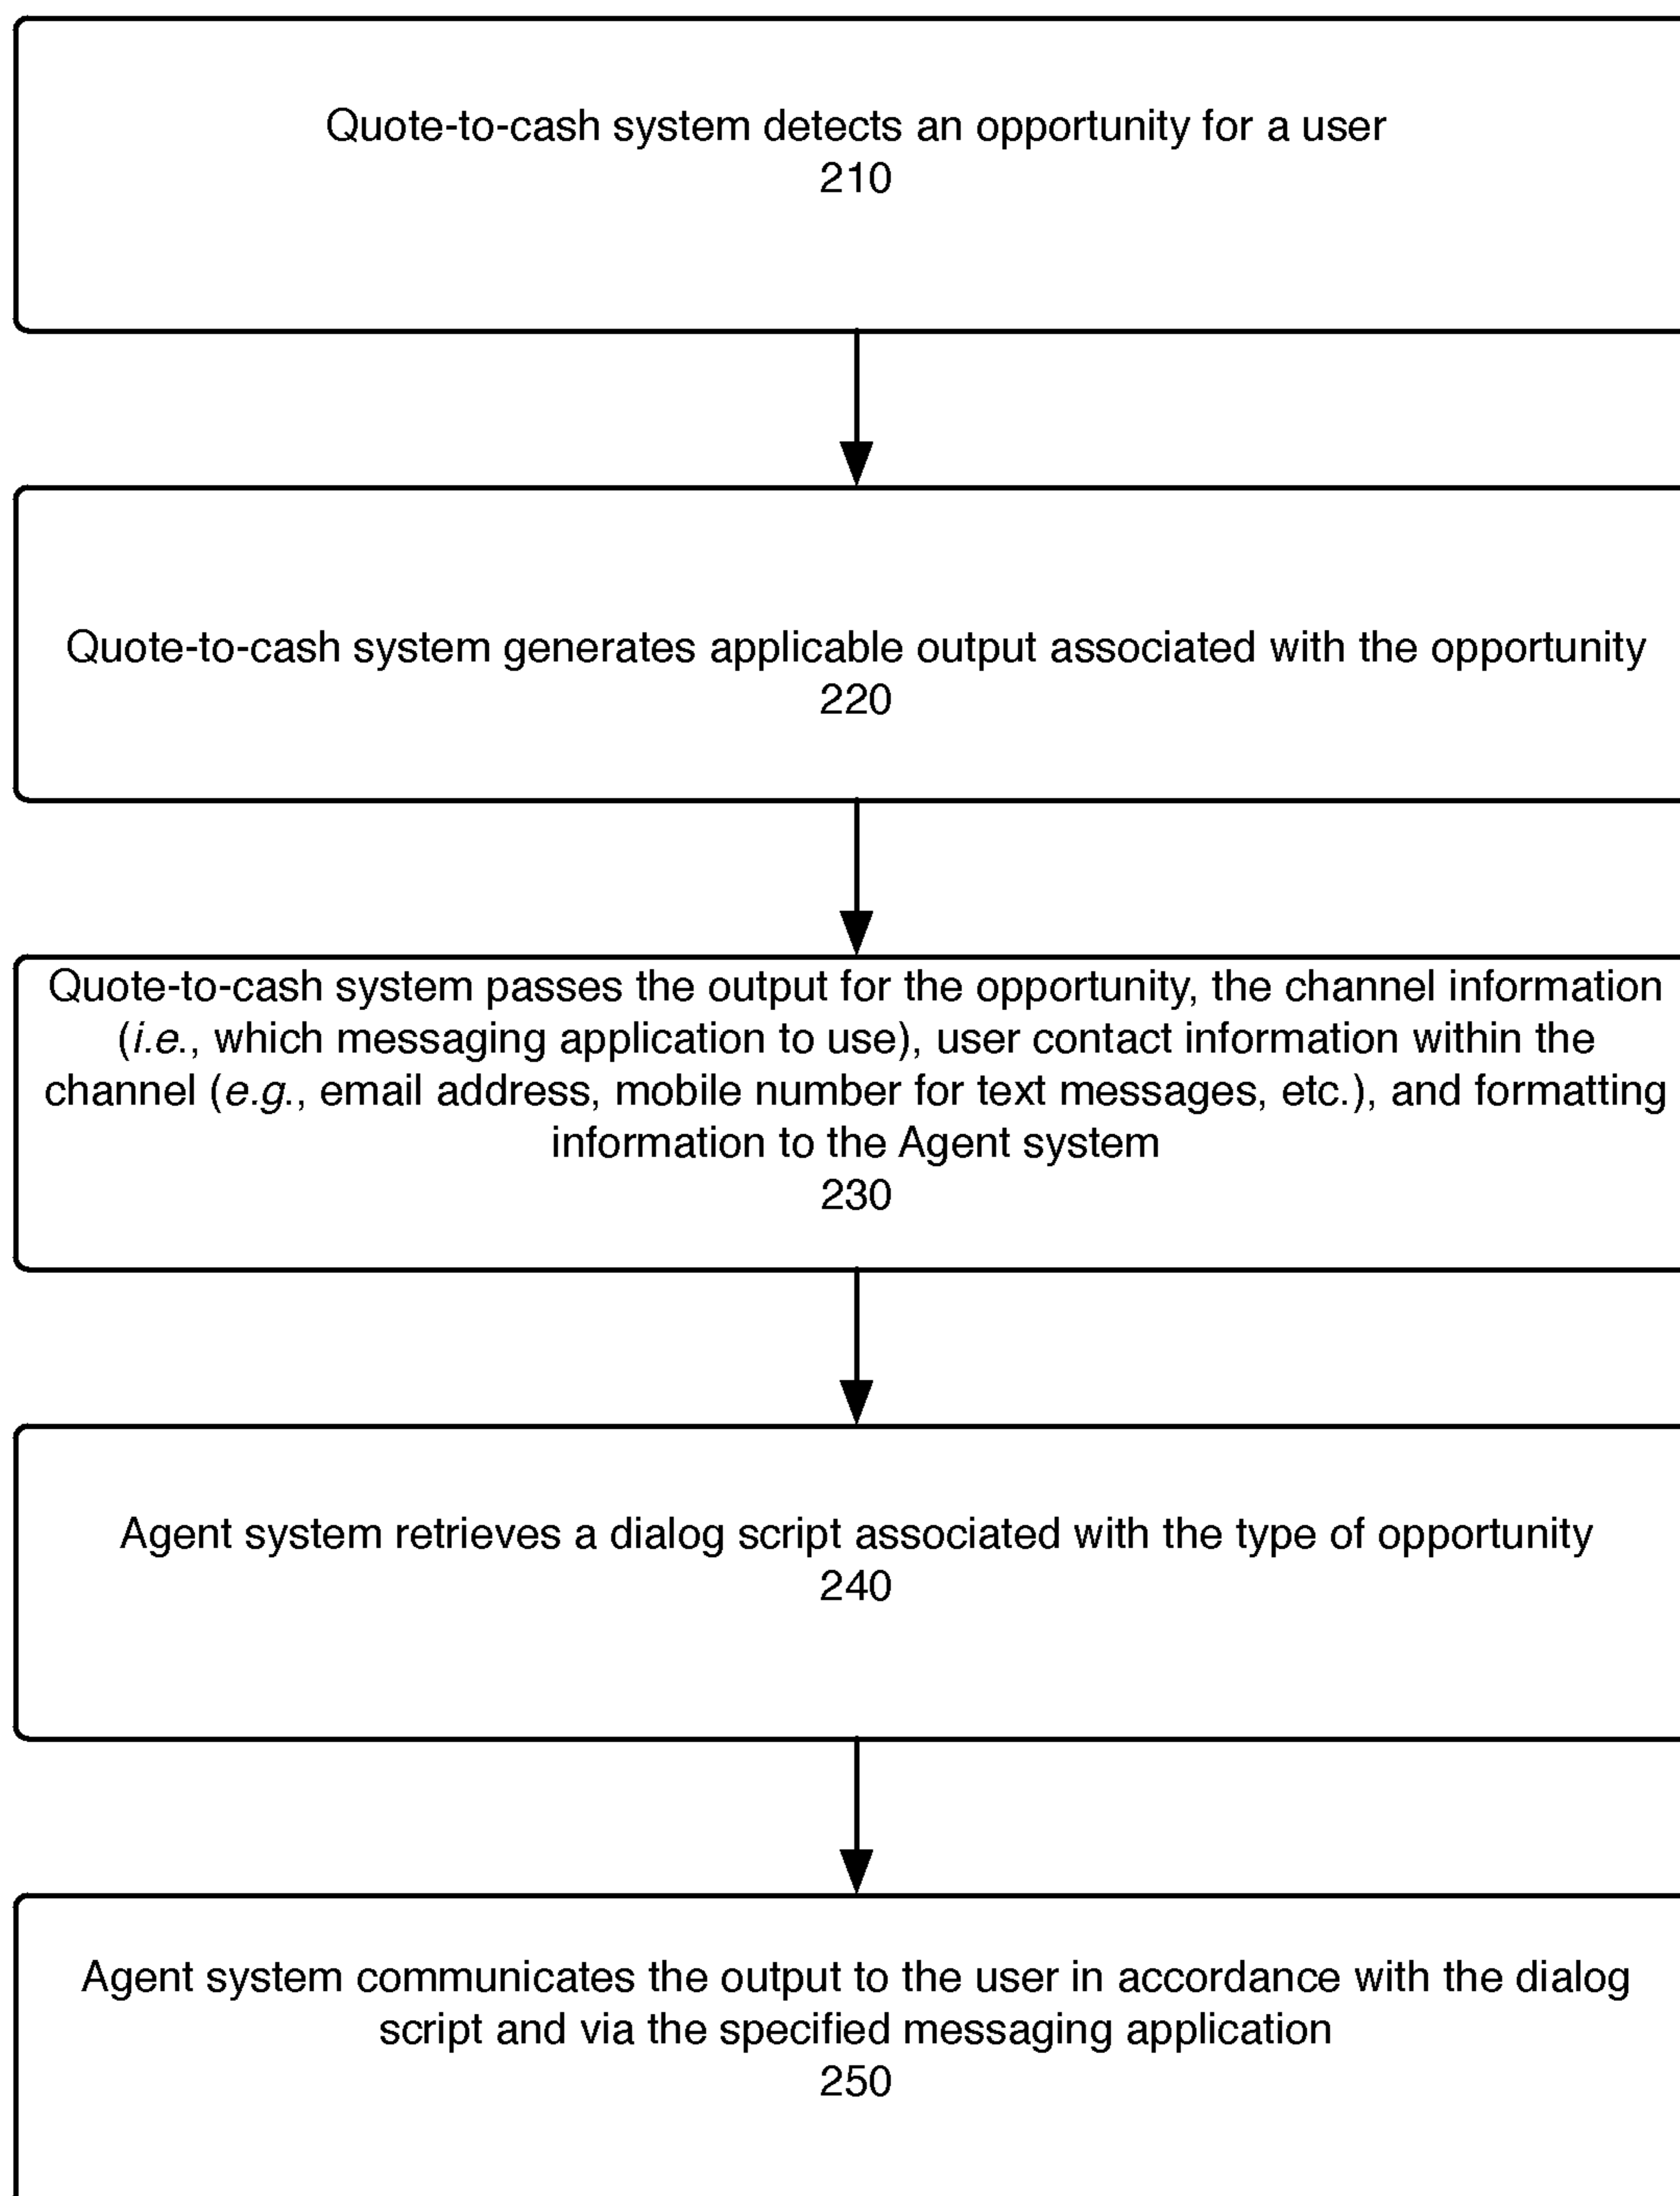 Quote-to-cash system detects an opportunity for a user
210
Quote-to-cash system generates applicable output associated with the opportunity
220
Quote-to-cash system passes the output for the opportunity, the channel information
(i.e., which messaging application to use), user contact information within the
channel (e.g., email address, mobile number for text messages, etc.), and formatting
information to the Agent system
230
Agent system retrieves a dialog script associated with the type of opportunity
240
Agent system communicates the output to the user in accordance with the dialog
script and via the specified messaging application
250